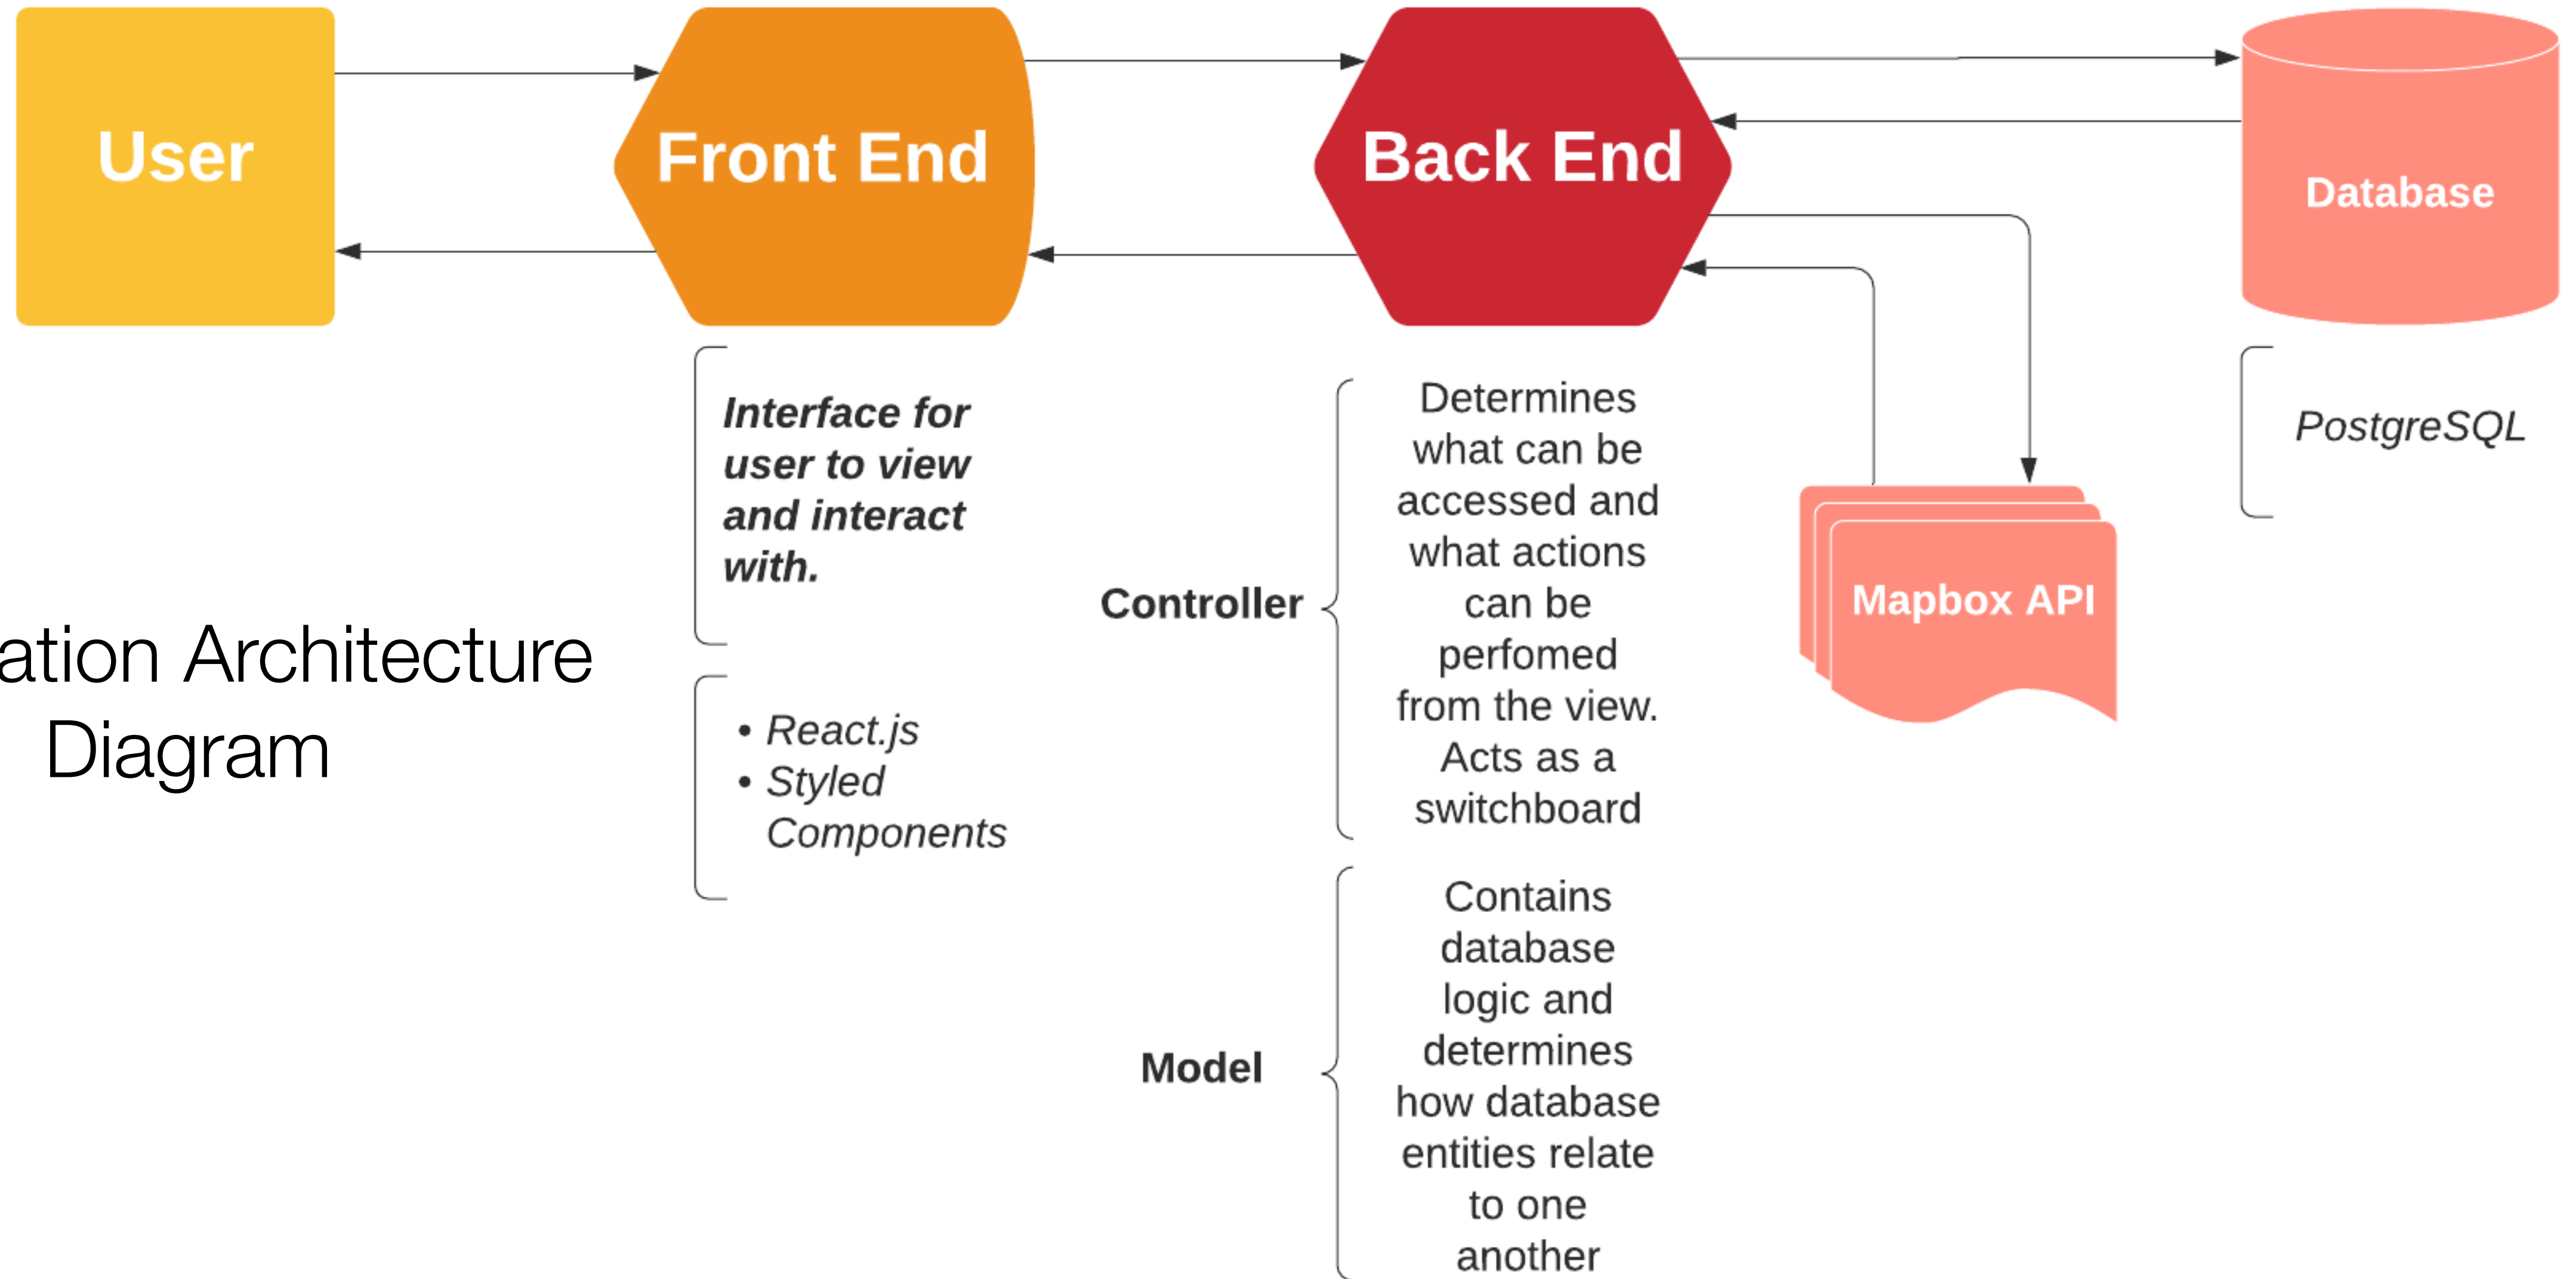 User
Front End
Back End
Database
Interface for
user to view
and interact
with.
• React.js
• Styled
Components
Controller
Determines
what can be
accessed and
what actions
can be
perfomed
from the view.
Acts as a
switchboard
Model
Contains
database
logic and
determines
how database
entities relate
to one
another
Mapbox API
PostgreSQL
Architecture
Diagram